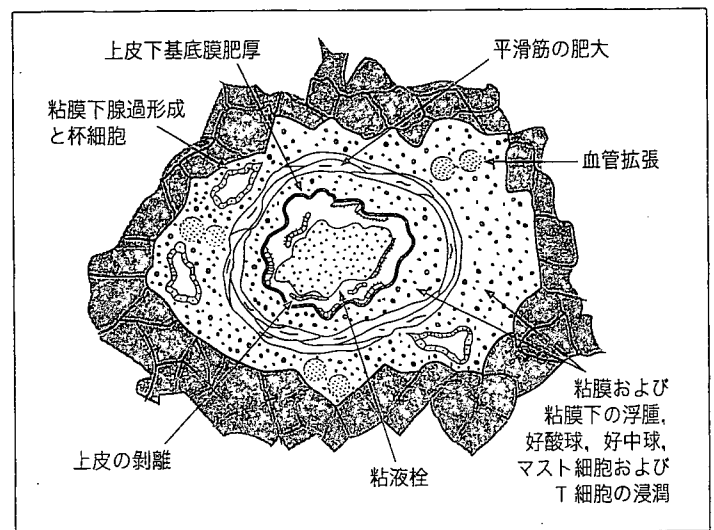 上皮下基底膜肥厚
平滑筋の肥大
粘膜下腺過形成
と杯細胞
血管拡張
粘膜および
粘膜下の浮腫，
好酸球，好中球，
マスト細胞および
T 細胞の浸潤
上皮の剝離
粘液栓